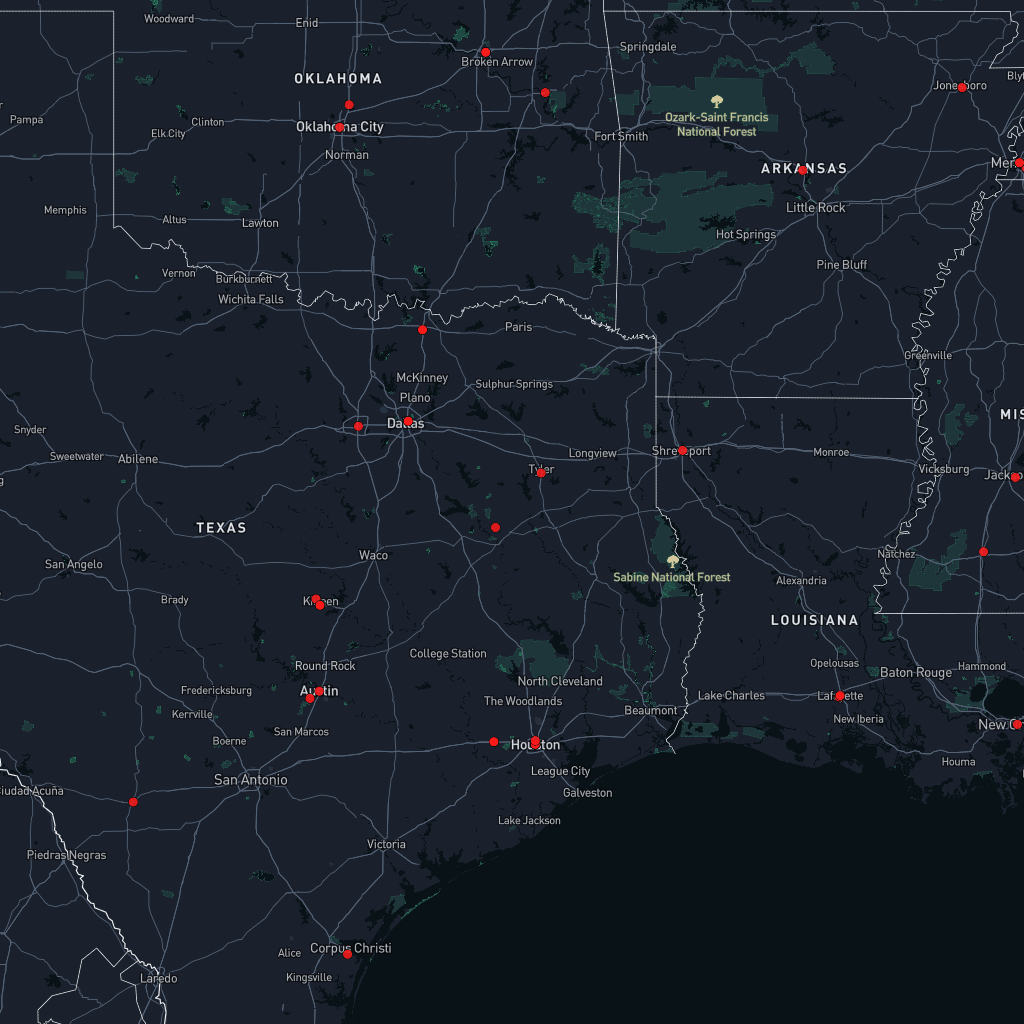 Woodward
Enid
Springdale
Broken Arrow
OKLAHOMA
Jonesboro
Pampa
Elk City
Clinton
Oklahoma City
Ozark-Saint Francis
National Forest
Fort Smith
Norman
ARKANSAS
Memphis
Altus
Lawton
Little Rock
Hot Springs
Pine Bluff
Vernon
Burkburnett
Wichita Falls
Paris
Greenville
McKinney
Sulphur Springs
Plano
Dallas
MIS
Snyder
Sweetwater
Abilene
Longview
Shreveport
Monroe
Tyler
Vicksburg
Jackso
TEXAS
Waco
San Angelo
Natchez
Sabine National Forest
Alexandria
Brady
Killeen
LOUISIANA
College Station
Round Rock
Opelousas
Hammond
Baton Rouge
North Cleveland
Fredericksburg
Austin
The Woodlands
Lake Charles
Lafayette
Kerrville
Beaumont
New Iberia
New O
San Marcos
Boerne
Houston
Houma
League City
San Antonio
Ciudad Acuña
Galveston
Lake Jackson
Victoria
Piedras Negras
Corpus Christi
Alice
Laredo
Kingsville